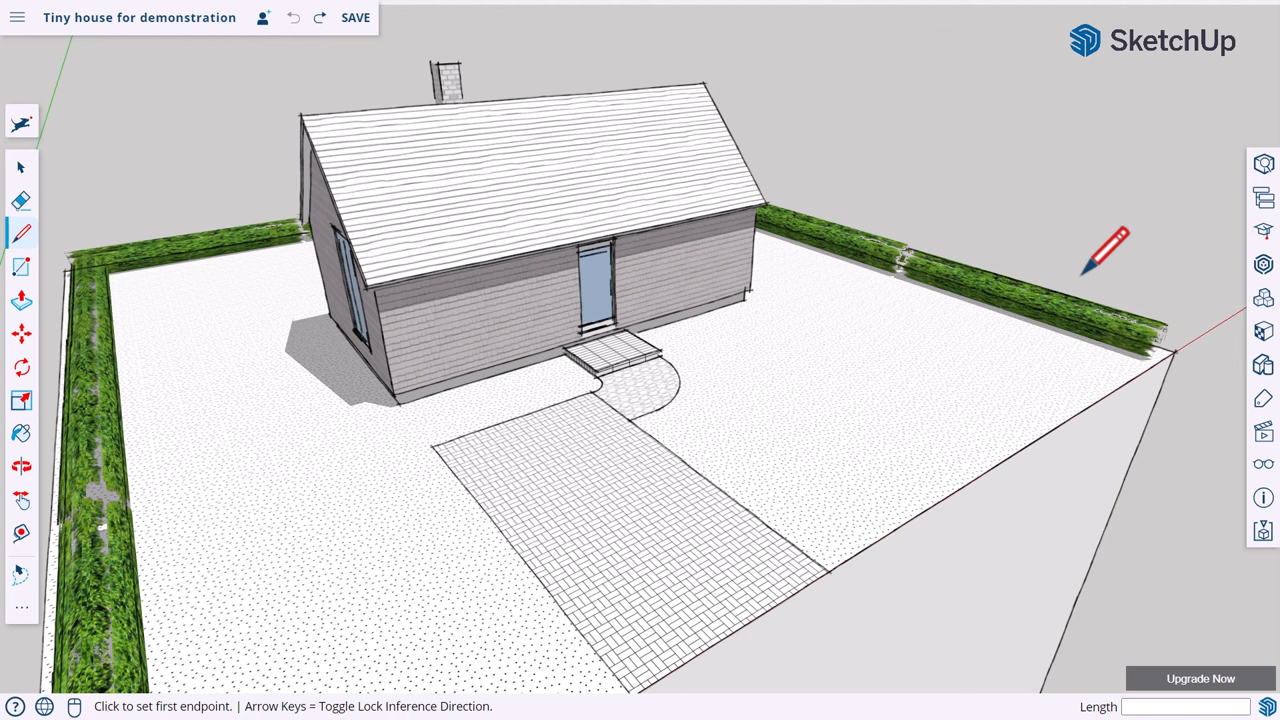 Tiny house for demonstration
SAVE
SketchUp
Upgrade Now
Click to set first endpoint. | Arrow Keys = Toggle Lock Inference Direction.
Length